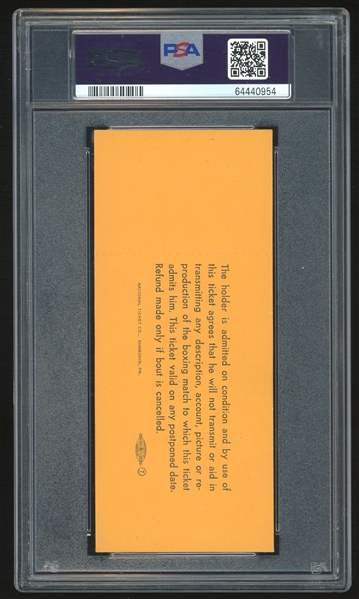 PSA
64440954
The holder is admitted on condition and by use of
this ticket agrees that he will not transmit or aid in
transmitting any description, account, picture or re-
production of the boxing match to which this ticket
admits him. This ticket valid on any postponed date.
Refund made only if bout is cancelled.
NATIONAL TICKET CO., SHAMOKIN, PA.